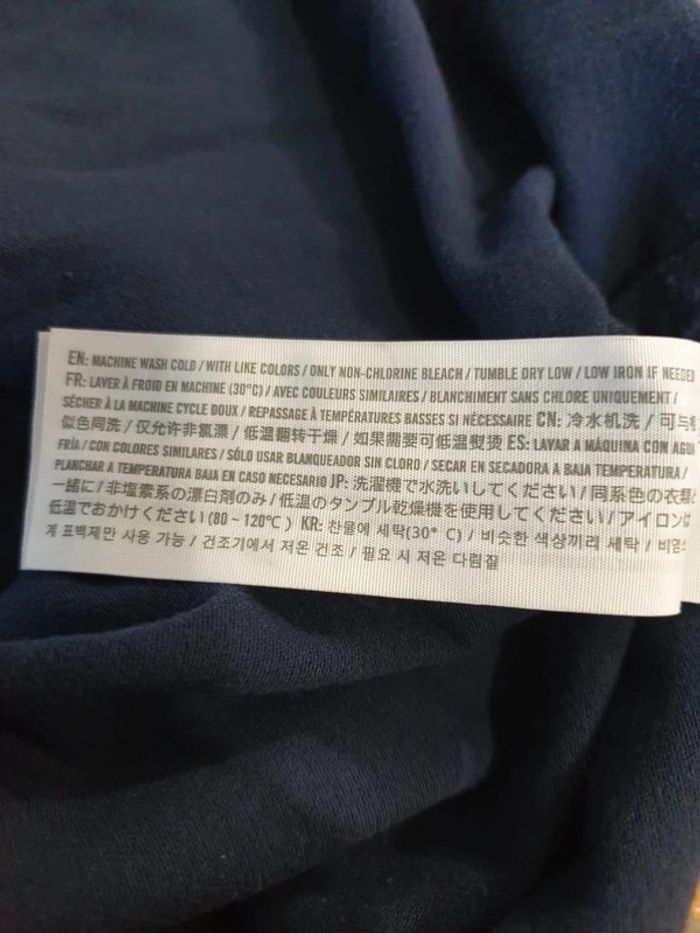 EN: MACHINE WASH COLD / WITH LIKE COLORS / ONLY NON-CHLORINE BLEACH / TUMBLE DRY LOW / LOW IRON IF NEEDED
FR: LAVER À FROID EN MACHINE (30°C) / AVEC COULEURS SIMILAIRES / BLANCHIMENT SANS CHLORE UNIQUEMENT /
SÉCHER À LA MACHINE CYCLE DOUX / REPASSAGE À TEMPÉRATURES BASSES SI NÉCESSAIRE CN: 冷水机洗 / 可与
似色同洗 / 仅允许非氯漂 / 低温翻转干燥 / 如果需要可低温熨烫 ES: LAVAR A MÁQUINA CON AGUA
FRÍA / CON COLORES SIMILARES / SÓLO USAR BLANQUEADOR SIN CLORO / SECAR EN SECADORA A BAJA TEMPERATURA /
PLANCHAR A TEMPERATURA BAJA EN CASO NECESARIO JP: 洗濯機で水洗いしてください / 同系色の衣類
一緒に / 非塩素系の漂白剤のみ / 低温のタンブル乾燥機を使用してください / アイロンは
低温でおかけください (80 ~ 120°C ) KR: 찬물에 세탁(30° C) / 비슷한 색상끼리 세탁 / 비염소
계 표백제만 사용 가능 / 건조기에서 저온 건조 / 필요 시 저온 다림질